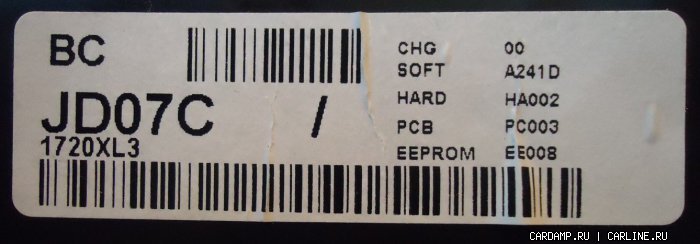 BC
JD07C /
1720XL3
CHG 00
SOFT A241D
HARD HA002
PCB PC003
EEPROM EE008
CARDAMP.RU | CARLINE.RU